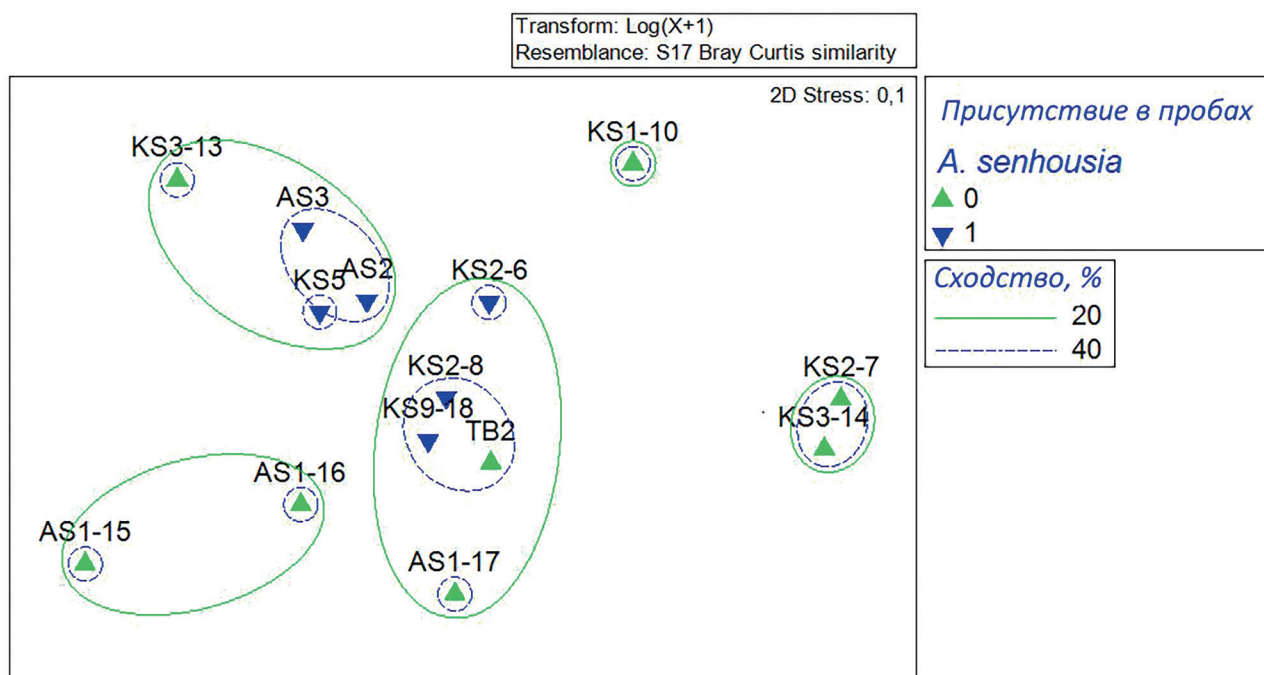 Transform: Log(X+1)
Resemblance: S17 Bray Curtis similarity
2D Stress: 0,1
KS3-13
KS1-10
AS3
KS5
AS2
KS2-6
KS2-8
KS2-7
KS9-18
TB2
KS3-14
AS1-16
AS1-15
AS1-17
Присутствие в пробах
A. senhousia
0
1
Сходство, %
20
40